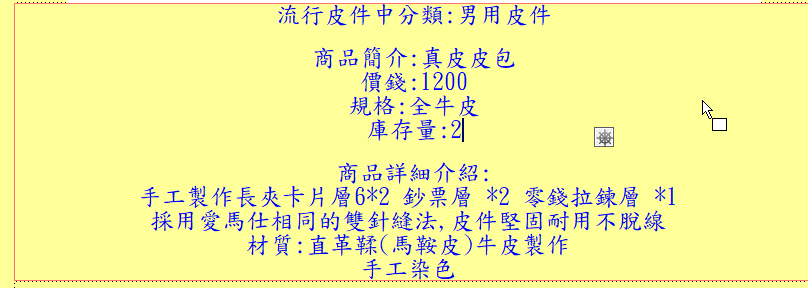 流行皮件中分類:男用皮件
商品簡介:真皮皮包
價錢:1200
規格:全牛皮
庫存量:2
商品詳細介紹:
手工製作長夾卡片層6*2 鈔票層 *2 零錢拉鍊層 *1
採用愛馬仕相同的雙針縫法,皮件堅固耐用不脫線
材質:直革鞣(馬鞍皮)牛皮製作
手工染色